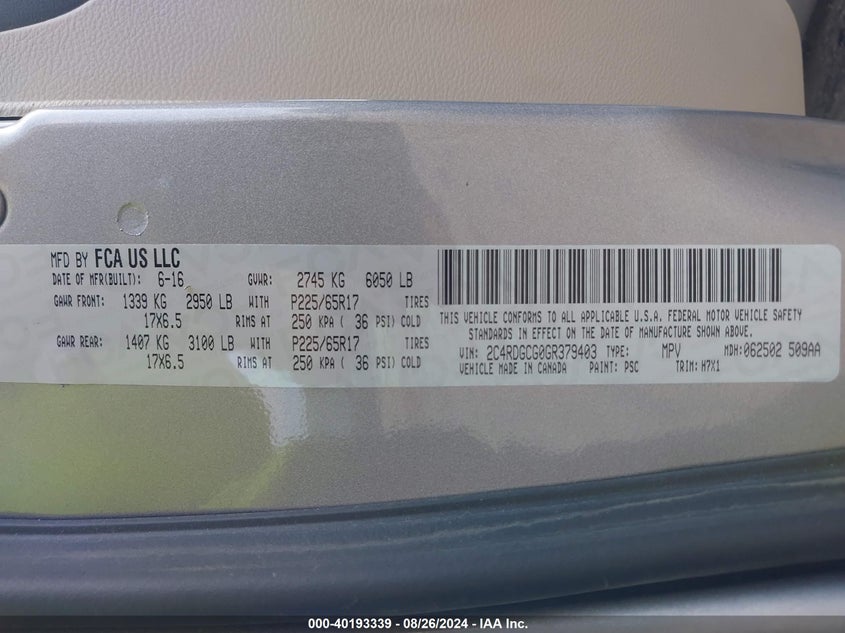 MFD BY FCA US LLC
DATE OF MFR(BUILT): 6-16 GVWR: 2745 KG 6050 LB
GAWR FRONT: 1339 KG 2950 LB WITH P225/65R17 TIRES
17X6.5 RIMS AT 250 KPA ( 36 PSI) COLD
GAWR REAR: 1407 KG 3100 LB WITH P225/65R17 TIRES
17X6.5 RIMS AT 250 KPA ( 36 PSI) COLD
THIS VEHICLE CONFORMS TO ALL APPLICABLE U.S.A. FEDERAL MOTOR VEHICLE SAFETY
STANDARDS IN EFFECT ON THE DATE OF MANUFACTURE SHOWN ABOVE.
VIN: 2C4RDGCG0GR379403 TYPE: MPV MDH: 062502 509AA
VEHICLE MADE IN CANADA PAINT: PSC TRIM: H7X1
000-40193339 - 08/26/2024 - IAA Inc.